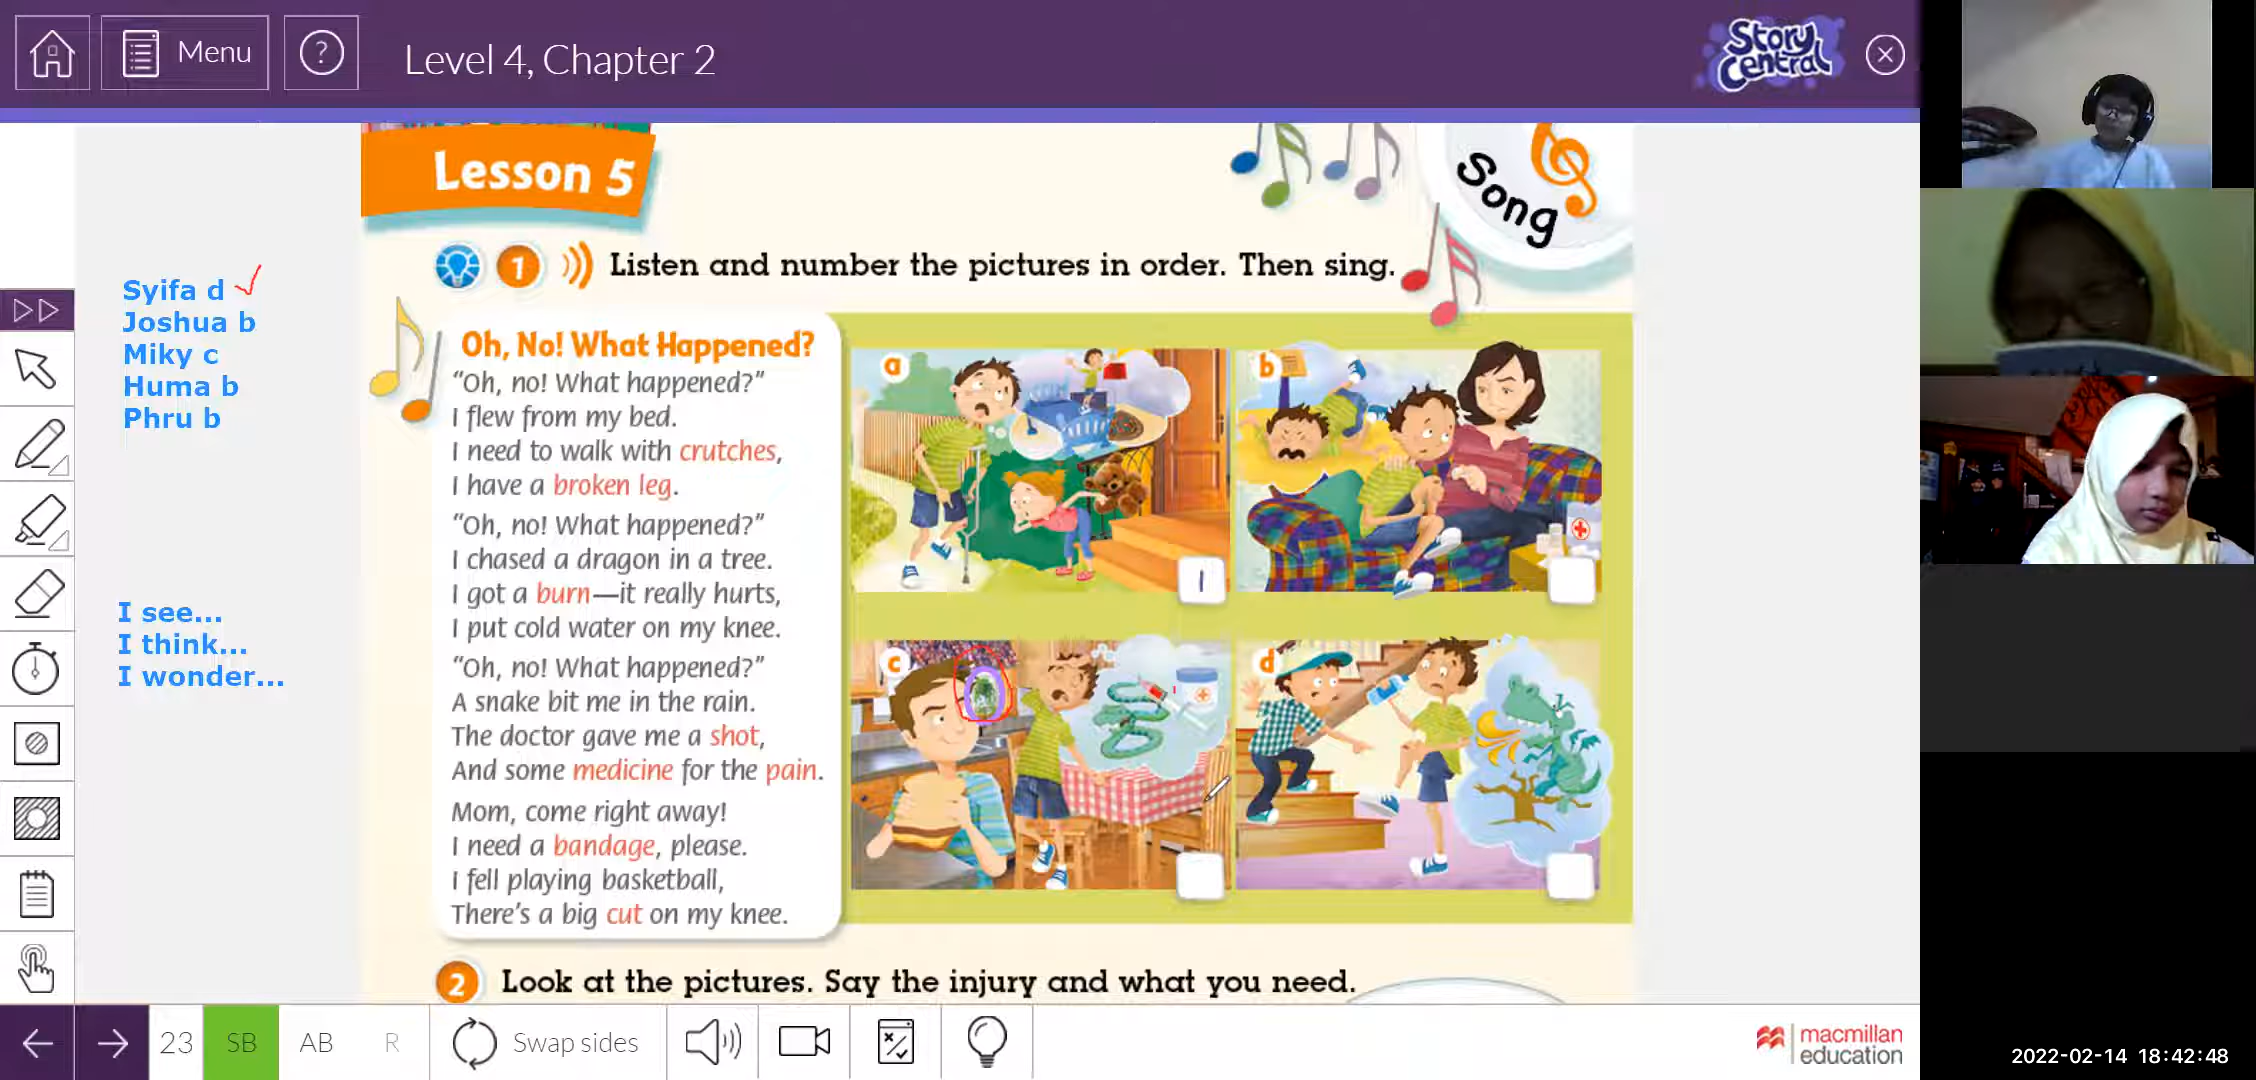 Menu
?
Level 4, Chapter 2
Story Central
Lesson 5
Song
1 Listen and number the pictures in order. Then sing.
Syifa d
Joshua b
Miky c
Huma b
Phru b
I see...
I think...
I wonder...
Oh, No! What Happened?
“Oh, no! What happened?”
I flew from my bed.
I need to walk with crutches,
I have a broken leg.
“Oh, no! What happened?”
I chased a dragon in a tree.
I got a burn—it really hurts,
I put cold water on my knee.
“Oh, no! What happened?”
A snake bit me in the rain.
The doctor gave me a shot,
And some medicine for the pain.
Mom, come right away!
I need a bandage, please.
I fell playing basketball,
There's a big cut on my knee.
a
1
b
c
d
2 Look at the pictures. Say the injury and what you need.
23 SB AB R Swap sides
macmillan
education
2022-02-14 18:42:48